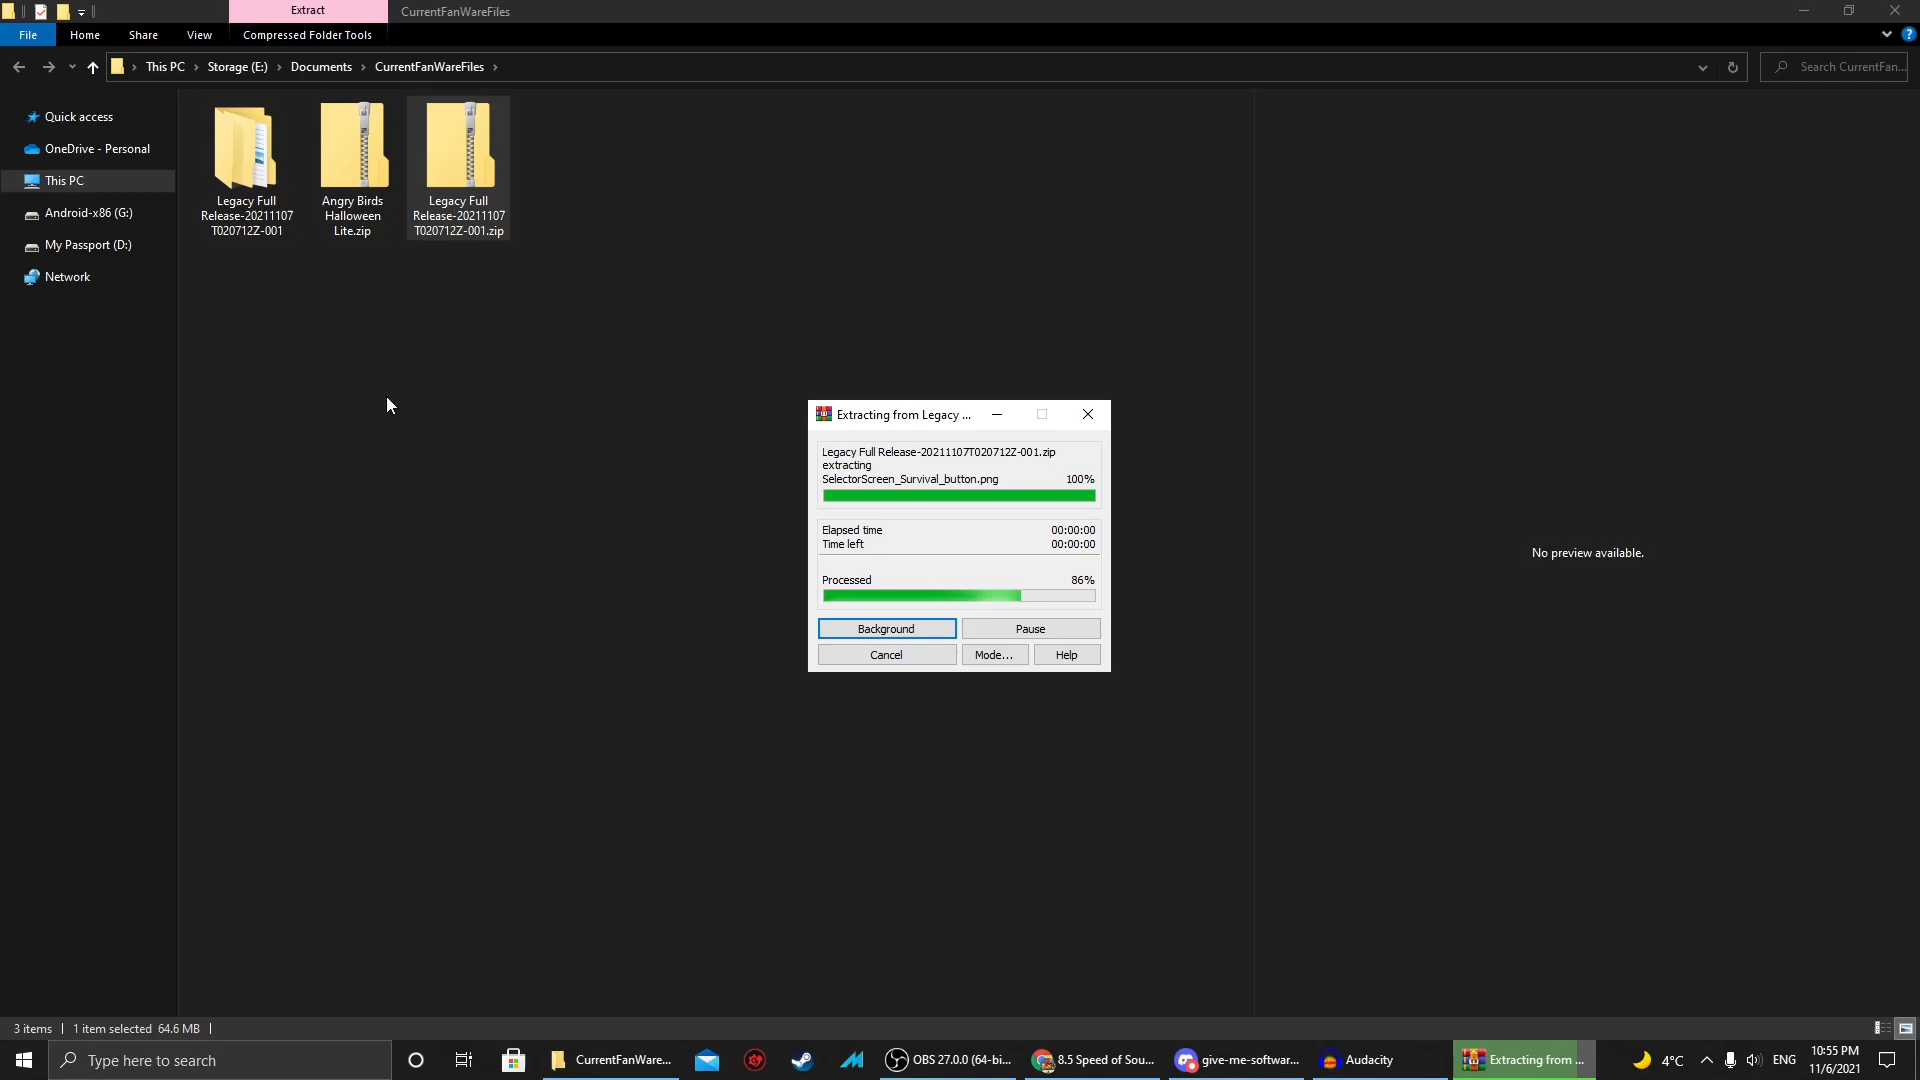 Extract
CurrentFanWareFiles
File
Home
Share
View
Compressed Folder Tools
This PC
Storage (E:)
Documents
CurrentFanWareFiles
Search CurrentFan...
Quick access
OneDrive - Personal
This PC
Android-x86 (G:)
My Passport (D:)
Network
Legacy Full
Release-20211107
T020712Z-001
Angry Birds
Halloween
Lite.zip
Legacy Full
Release-20211107
T020712Z-001.zip
Extracting from Legacy ...
Legacy Full Release-20211107T020712Z-001.zip
extracting
SelectorScreen_Survival_button.png 100%
Elapsed time 00:00:00
Time left 00:00:00
Processed 86%
Background
Pause
Cancel
Mode...
Help
No preview available.
3 items
1 item selected 64.6 MB
Type here to search
CurrentFanWare...
OBS 27.0.0 (64-bi...
8.5 Speed of Sou...
give-me-softwar...
Audacity
Extracting from ...
4°C
ENG
10:55 PM
11/6/2021